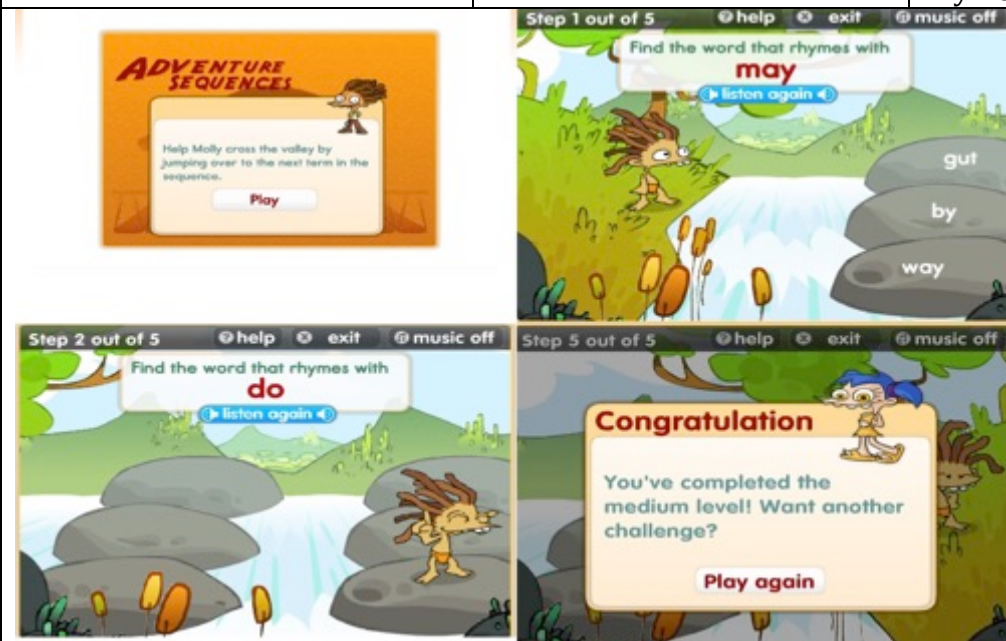 ADVENTURE
SEQUENCES
Help Molly cross the valley by
jumping over to the next term in the
sequence.
Play
Step 1 out of 5 help exit music off
Find the word that rhymes with
may
listen again
gut
by
way
Step 2 out of 5 help exit music off
Find the word that rhymes with
do
listen again
Step 5 out of 5 help exit music off
Congratulation
You've completed the
medium level! Want another
challenge?
Play again